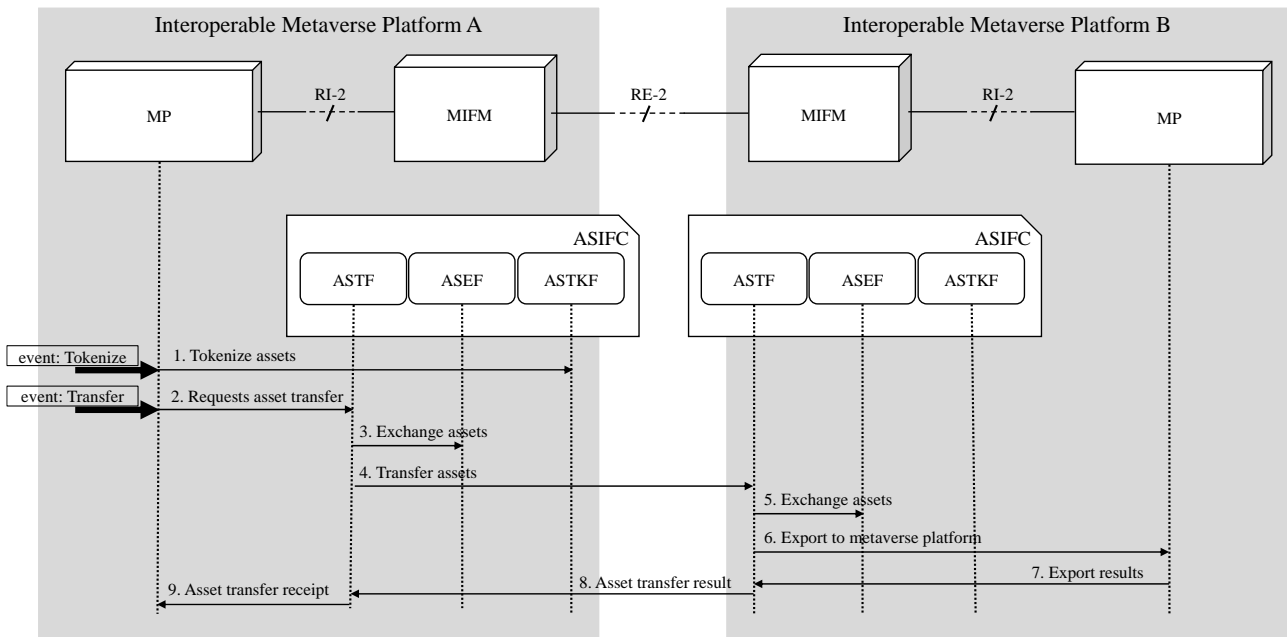 Interoperable Metaverse Platform A
Interoperable Metaverse Platform B
MP
RI-2
MIFM
RE-2
MIFM
RI-2
MP
ASIFC
ASTF
ASEF
ASTKF
ASIFC
ASTF
ASEF
ASTKF
event: Tokenize
1. Tokenize assets
event: Transfer
2. Requests asset transfer
3. Exchange assets
4. Transfer assets
5. Exchange assets
6. Export to metaverse platform
7. Export results
8. Asset transfer result
9. Asset transfer receipt